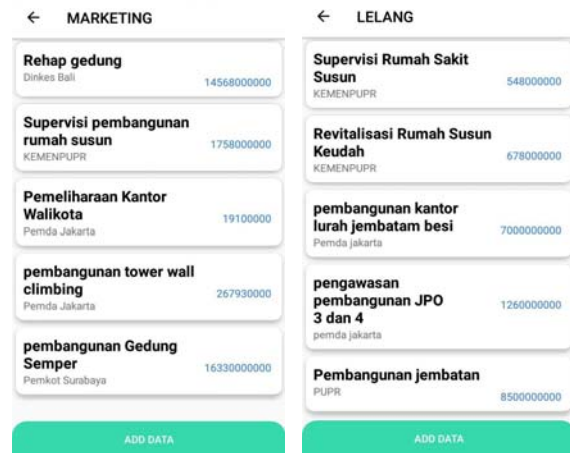 ← MARKETING
Rehap gedung
Dinkes Bali
14568000000
Supervisi pembangunan
rumah susun
1758000000
KEMENPUPR
Pemeliharaan Kantor
Walikota
19100000
Pemda Jakarta
pembangunan tower wall
climbing
267930000
Pemda Jakarta
pembangunan Gedung
Semper
16330000000
Pemkot Surabaya
ADD DATA
← LELANG
Supervisi Rumah Sakit
Susun
548000000
KEMENPUPR
Revitalisasi Rumah Susun
Keudah
678000000
KEMENPUPR
pembangunan kantor
lurah jembatam besi
7000000000
Pemda jakarta
pengawasan
pembangunan JPO
3 dan 4
1260000000
pemda jakarta
Pembangunan jembatan
PUPR
8500000000
ADD DATA